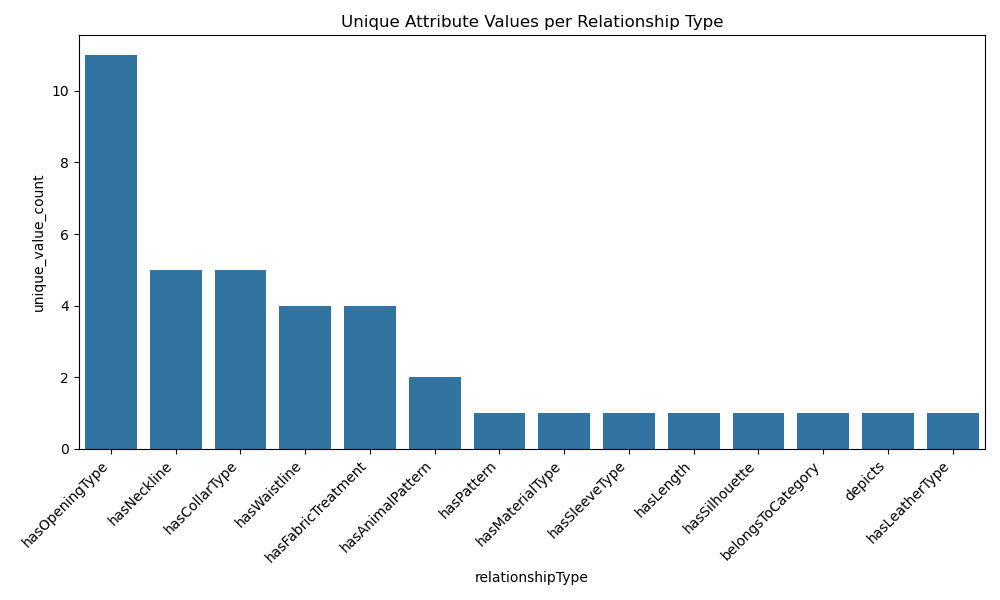 Unique Attribute Values per Relationship Type
unique_value_count
10
8
6
4
2
0
hasOpeningType
hasNeckline
hasCollarType
hasWaistline
hasFabricTreatment
hasAnimalPattern
hasPattern
hasMaterialType
hasSleeveType
hasLength
hasSilhouette
belongsToCategory
depicts
hasLeatherType
relationshipType